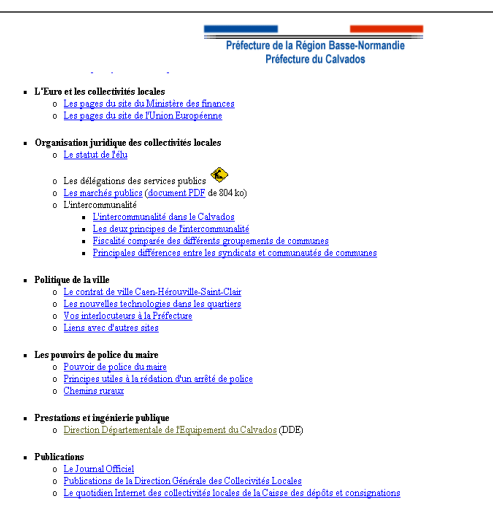 Préfecture de la Région Basse-Normandie
Préfecture du Calvados
L'Euro et les collectivités locales
Les pages du site du Ministère des finances
Les pages du site de l'Union Européenne
Organisation juridique des collectivités locales
Le statut de l'élu
Les délégations des services publics
Les marchés publics (document PDF de 804 ko)
L'intercommunalité
L'intercommunalité dans le Calvados
Les deux principes de l'intercommunalité
Fiscalité comparée des différents groupements de communes
Principales différences entre les syndicats et communautés de communes
Politique de la ville
Le contrat de ville Caen-Hérouville-Saint-Clair
Les nouvelles technologies dans les quartiers
Vos interlocuteurs à la Préfecture
Liens avec d'autres sites
Les pouvoirs de police du maire
Pouvoir de police du maire
Principes utiles à la rédation d'un arrêté de police
Chemins ruraux
Prestations et ingénierie publique
Direction Départementale de l'Equipement du Calvados (DDE)
Publications
Le Journal Officiel
Publications de la Direction Générale des Collecivités Locales
Le quotidien Internet des collectivités locales de la Caisse des dépôts et consignations